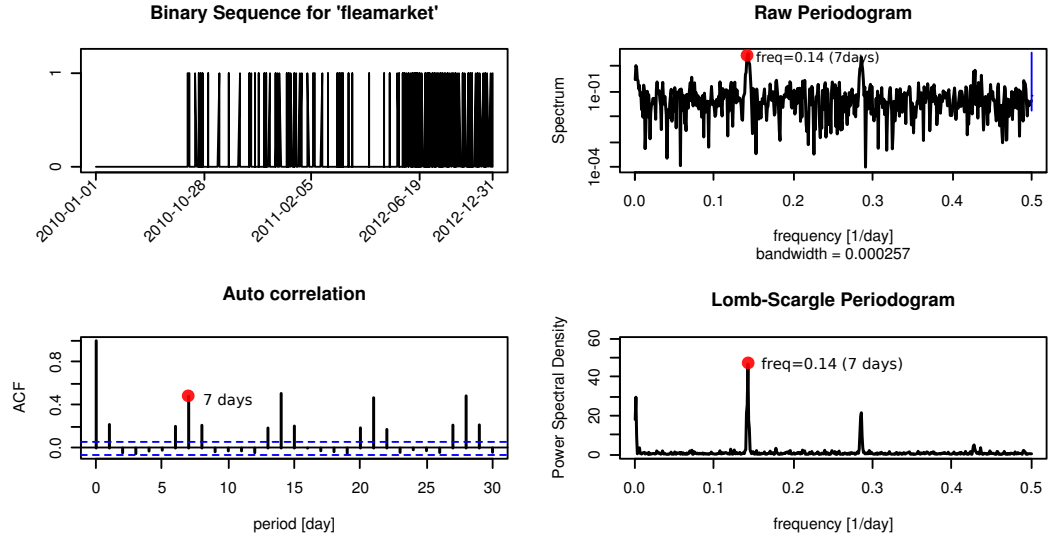 Binary Sequence for 'fleamarket'
1
0
2010-01-01
2010-10-28
2011-02-05
2012-06-19
2012-12-31
Raw Periodogram
Spectrum
1e-01
1e-04
freq=0.14 (7days)
0.0 0.1 0.2 0.3 0.4 0.5
frequency [1/day]
bandwidth = 0.000257
Auto correlation
ACF
0.8
0.4
0.0
7 days
0 5 10 15 20 25 30
period [day]
Lomb-Scargle Periodogram
Power Spectral Density
60
40
20
0
freq=0.14 (7 days)
0.0 0.1 0.2 0.3 0.4 0.5
frequency [1/day]